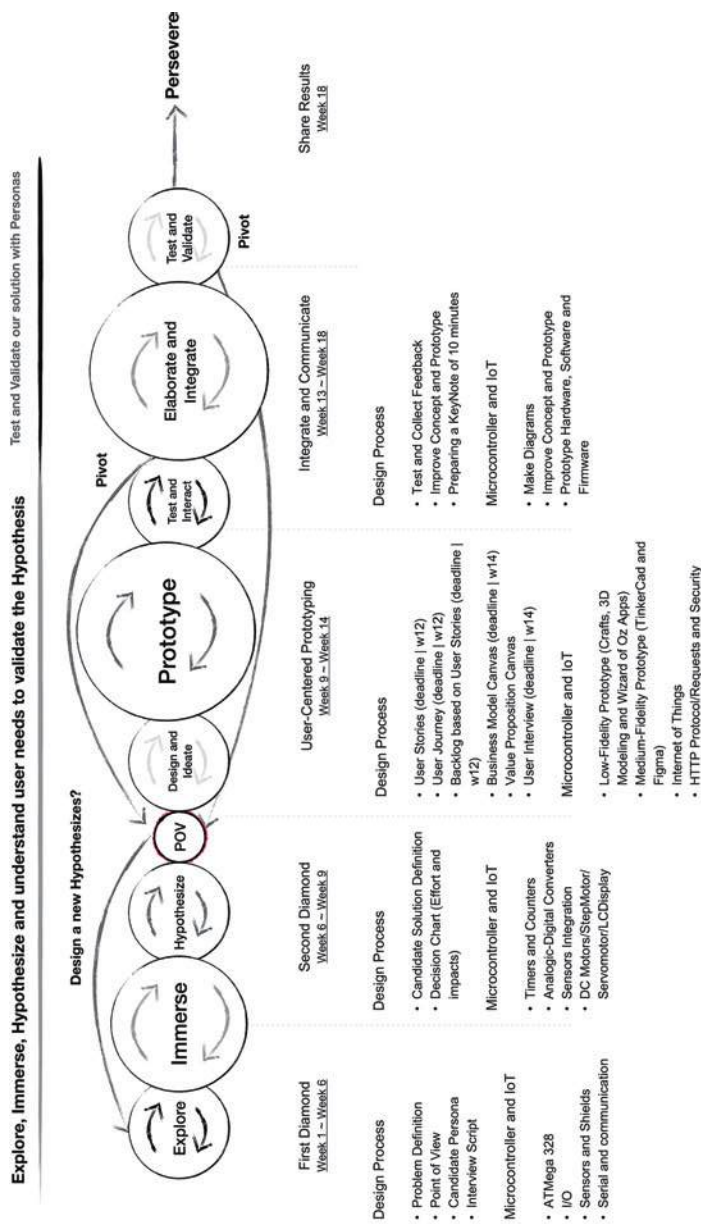 Explore, Immerse, Hypothesize and understand user needs to validate the Hypothesis
Test and Validate our solution with Personas
Design a new Hypothesizes?
Pivot
Explore
Immerse
Hypothesize
POV
Design and
Ideate
Prototype
Test and
Interact
Elaborate and
Integrate
Test and
Validate
Pivot
Persevere
First Diamond
Week 1 ~ Week 6
Design Process
• Problem Definition
• Point of View
• Candidate Persona
• Interview Script
Microcontroller and IoT
• ATMega 328
• I/O
• Sensors and Shields
• Serial and communication
Second Diamond
Week 6 ~ Week 9
Design Process
• Candidate Solution Definition
• Decision Chart (Effort and
impacts)
Microcontroller and IoT
• Timers and Counters
• Analogic-Digital Converters
• Sensors Integration
• DC Motors/StepMotor/
Servomotor/LCDisplay
User-Centered Prototyping
Week 9 ~ Week 14
Design Process
• User Stories (deadline | w12)
• User Journey (deadline | w12)
• Backlog based on User Stories (deadline |
w12)
• Business Model Canvas (deadline | w14)
• Value Proposition Canvas
• User Interview (deadline | w14)
Microcontroller and IoT
• Low-Fidelity Prototype (Crafts, 3D
Modeling and Wizard of Oz Apps)
• Medium-Fidelity Prototype (TinkerCad and
Figma)
• Internet of Things
• HTTP Protocol/Requests and Security
Integrate and Communicate
Week 13 ~ Week 18
Design Process
• Test and Collect Feedback
• Improve Concept and Prototype
• Preparing a KeyNote of 10 minutes
Microcontroller and IoT
• Make Diagrams
• Improve Concept and Prototype
• Prototype Hardware, Software and
Firmware
Share Results
Week 18